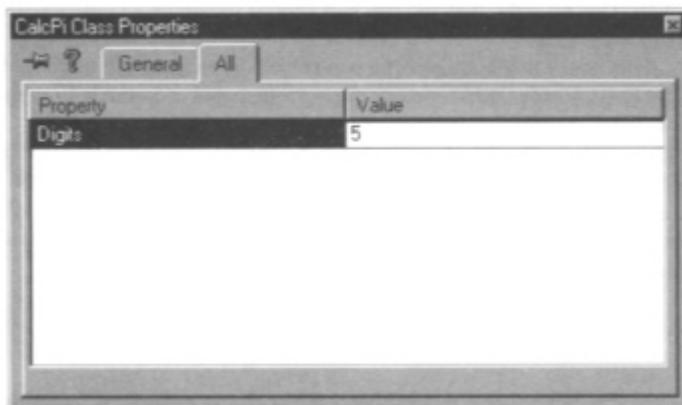 CalcPi Class Properties
General All
Property Value
Digits 5